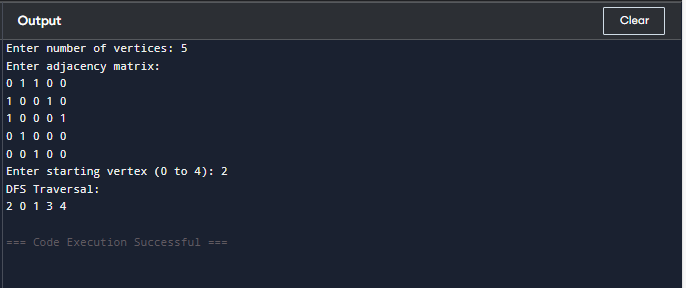 Output
Clear
Enter number of vertices: 5
Enter adjacency matrix:
0 1 1 0 0
1 0 0 1 0
1 0 0 0 1
0 1 0 0 0
0 0 1 0 0
Enter starting vertex (0 to 4): 2
DFS Traversal:
2 0 1 3 4
=== Code Execution Successful ===